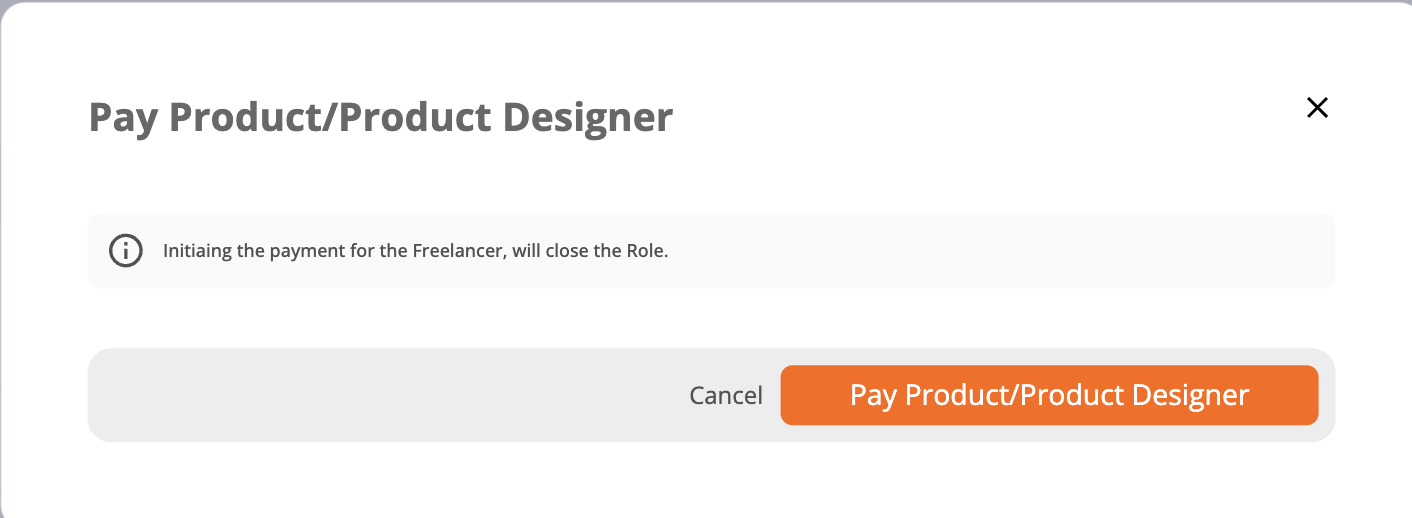 Pay Product/Product Designer
Initiaing the payment for the Freelancer, will close the Role.
Cancel Pay Product/Product Designer